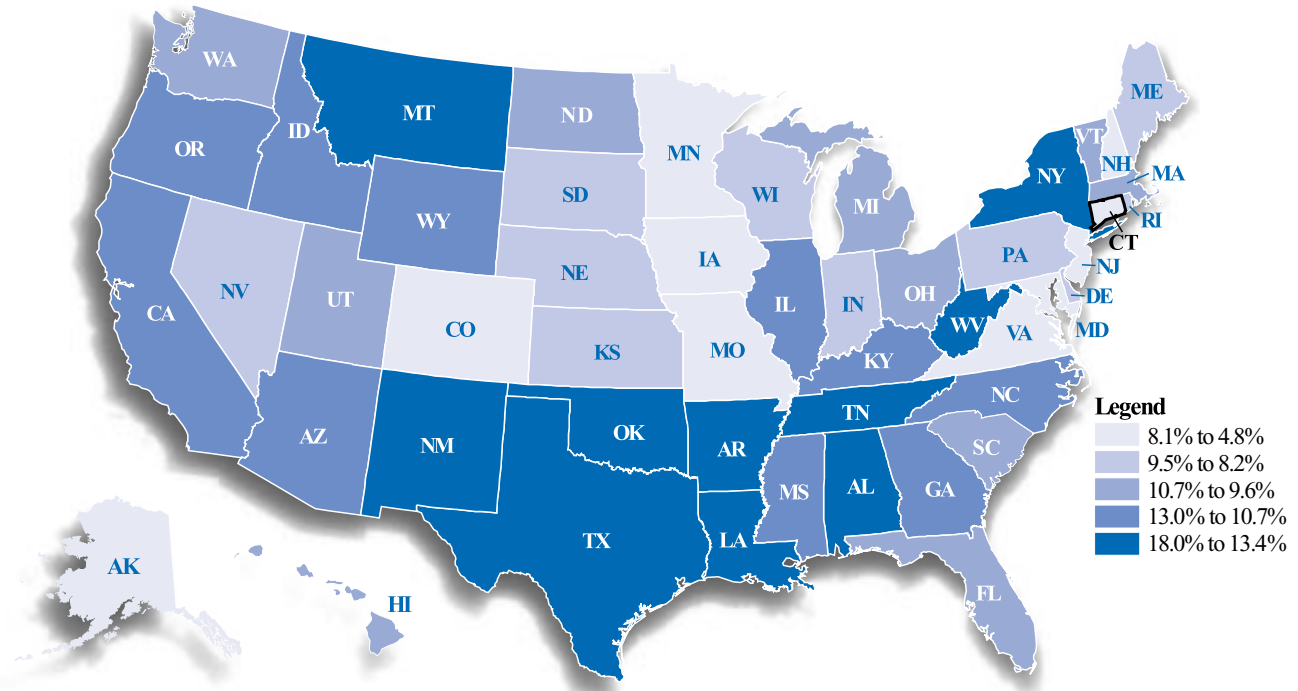 WA
MT
ND
MN
ME
VT
ID
OR
NH
MA
NY
WI
SD
MI
WY
RI
CT
PA
IA
NJ
NE
NV
UT
OH
DE
IL
IN
CA
WV
MD
CO
VA
MO
KS
KY
NC
Legend
TN
8.1% to 4.8%
OK
AZ
NM
AR
SC
9.5% to 8.2%
10.7% to 9.6%
MS
AL
GA
13.0% to 10.7%
TX
LA
18.0% to 13.4%
AK
FL
HI